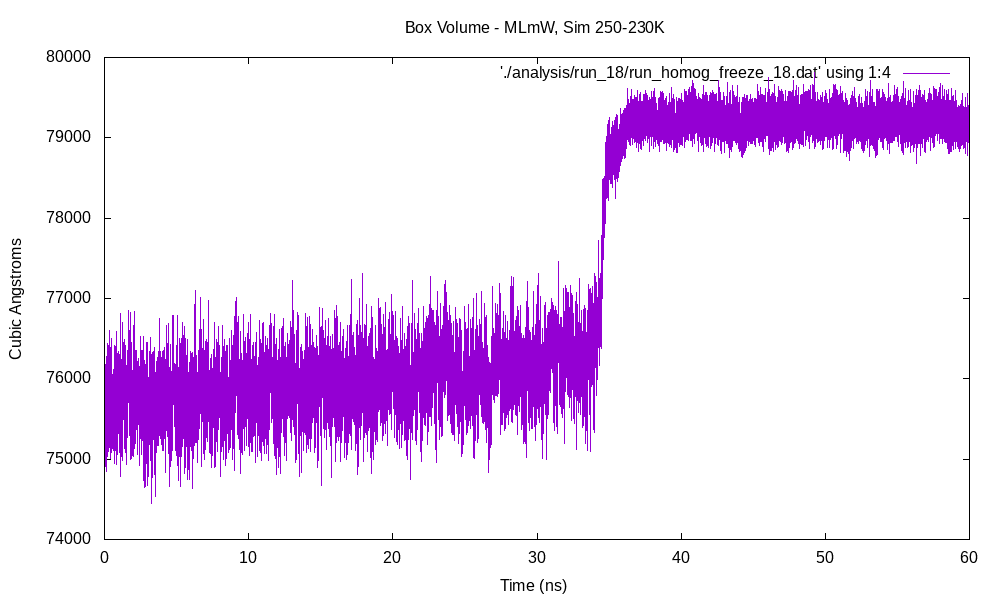 Box Volume - MLmW, Sim 250-230K
'./analysis/run_18/run_homog_freeze_18.dat' using 1:4
80000
79000
78000
77000
76000
75000
74000
Cubic Angstroms
0 10 20 30 40 50 60
Time (ns)